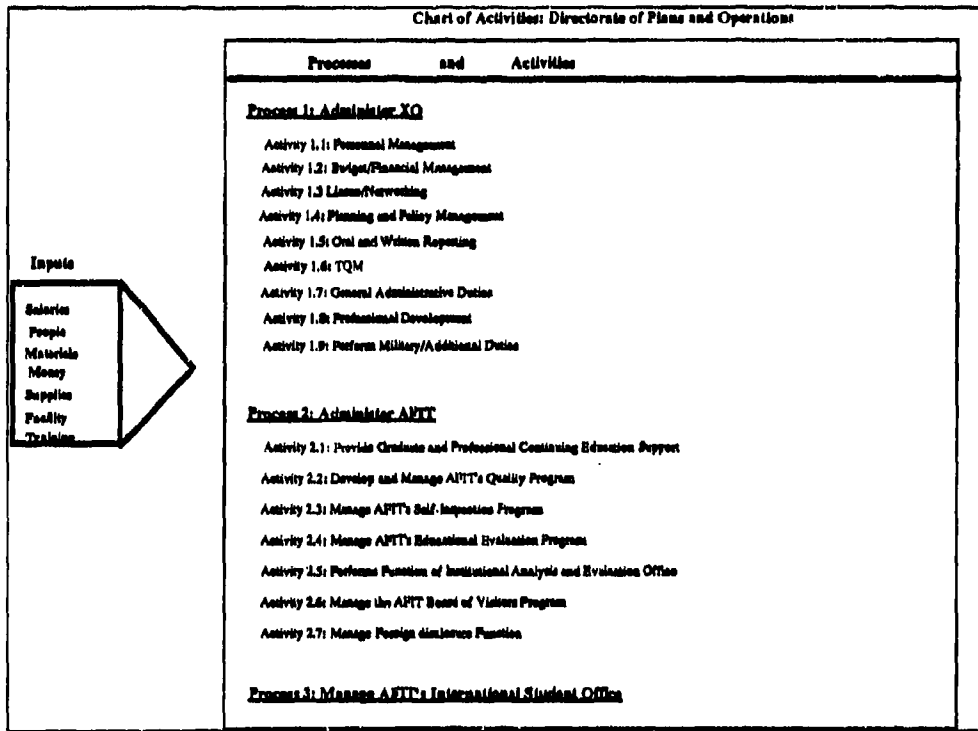 Chart of Activities: Directorate of Plans and Operations
Processes and Activities
Process 1: Administer XO
Activity 1.1: Personnel Management
Activity 1.2: Budget/Financial Management
Activity 1.3 Liason/Networking
Activity 1.4: Planning and Policy Management
Activity 1.5: Oral and Written Reporting
Activity 1.6: TQM
Activity 1.7: General Administrative Duties
Activity 1.8: Professional Development
Activity 1.9: Perform Military/Additional Duties
Inputs
Salaries
People
Materials
Money
Supplies
Facility
Training
Process 2: Administer AFIT
Activity 2.1: Provide Graduate and Professional Continuing Education Support
Activity 2.2: Develop and Manage AFIT's Quality Program
Activity 2.3: Manage AFIT's Self-Inspection Program
Activity 2.4: Manage AFIT's Educational Evaluation Program
Activity 2.5: Performs Function of Institutional Analysis and Evaluation Office
Activity 2.6: Manage the AFIT Board of Visitors Program
Activity 2.7: Manage Foreign disclosure Function
Process 3: Manage AFIT's International Student Office